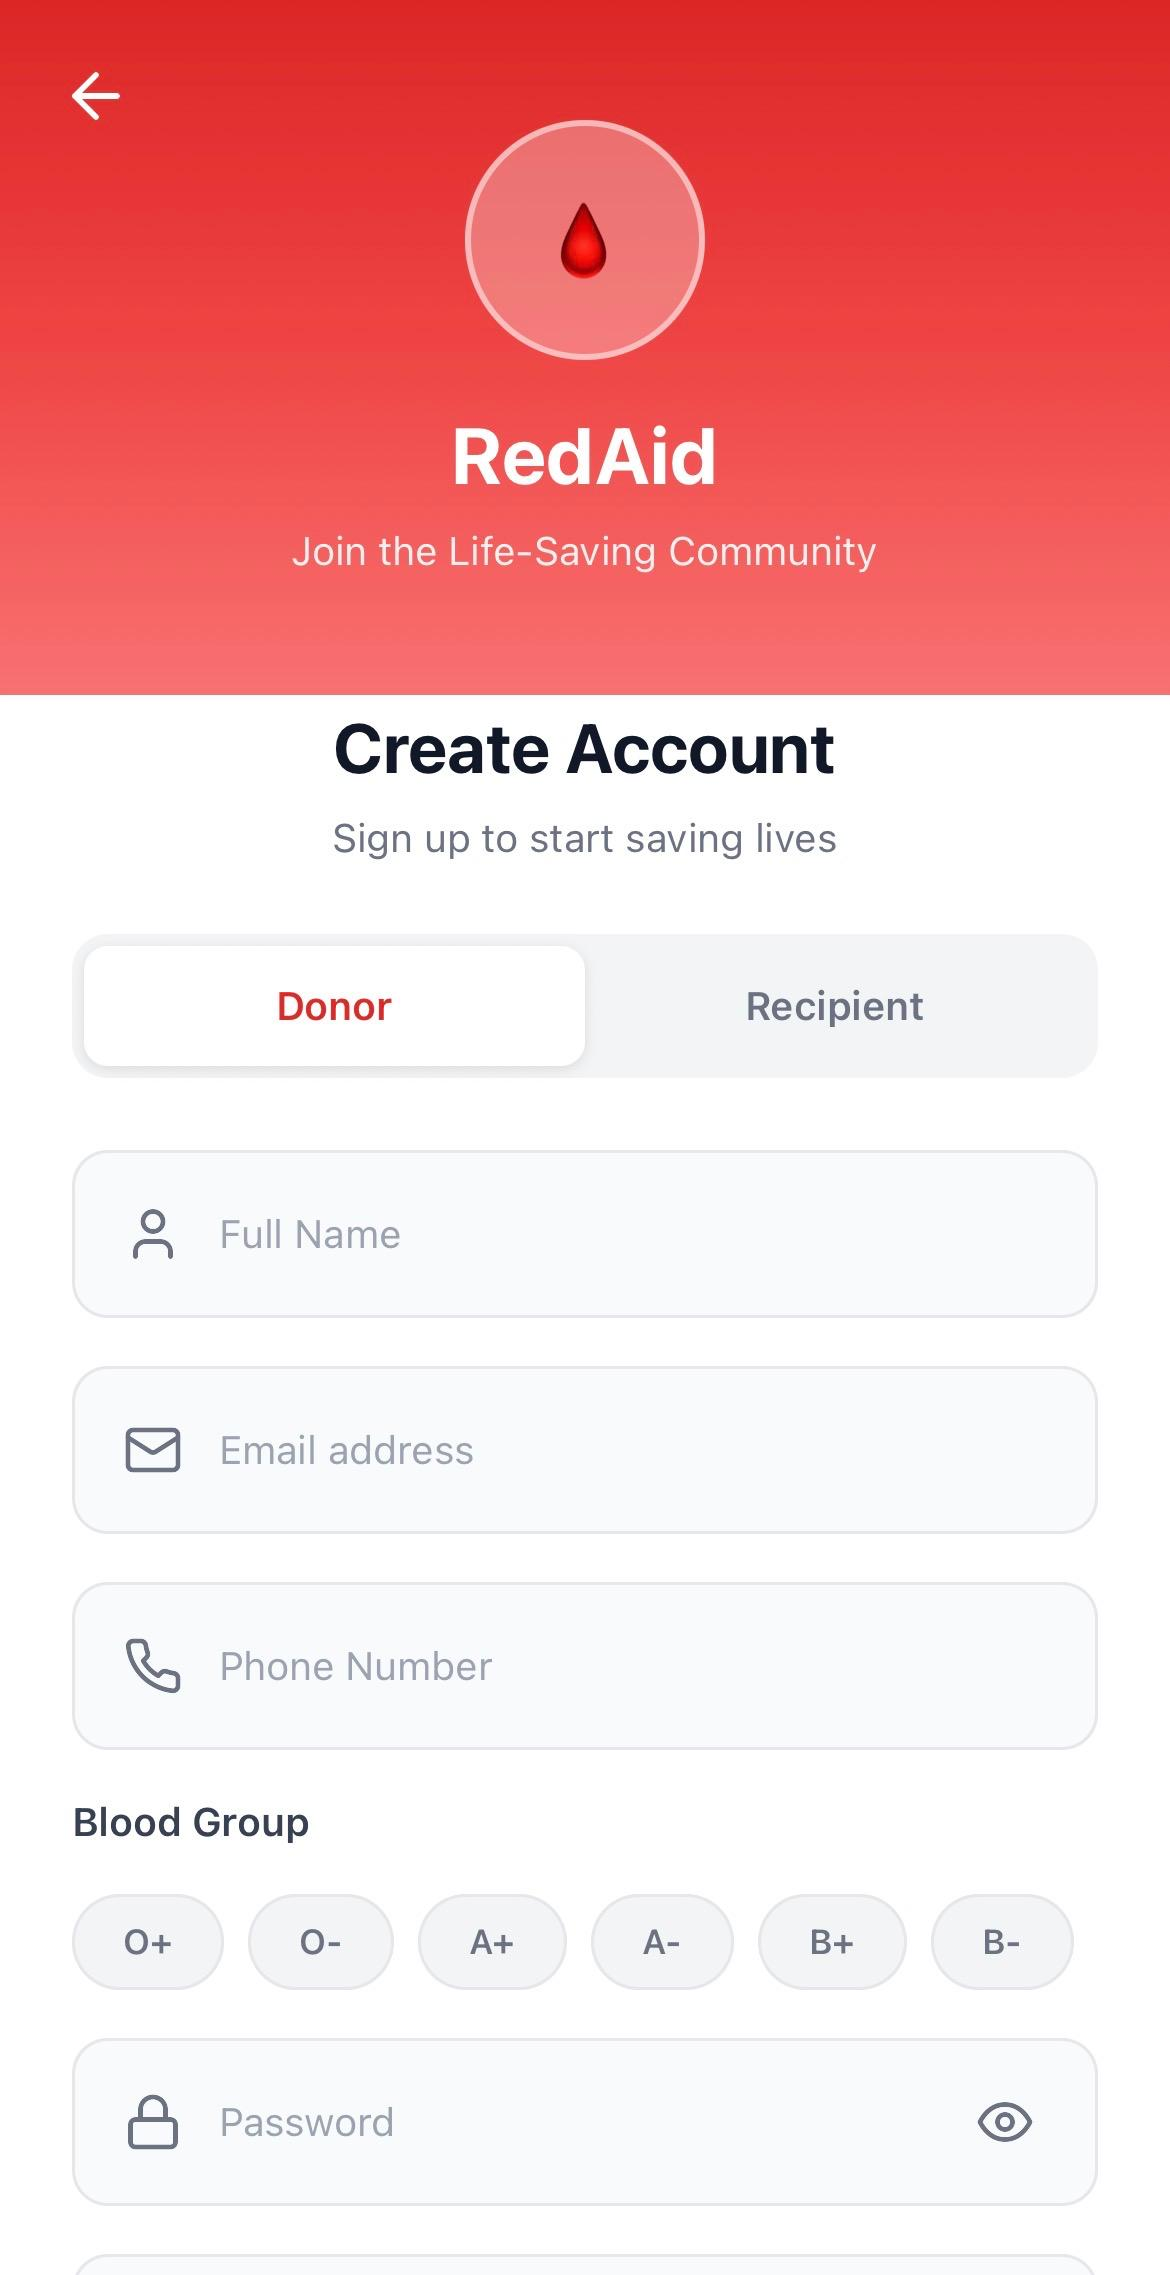 RedAid
Join the Life-Saving Community
Create Account
Sign up to start saving lives
Donor Recipient
Full Name
Email address
Phone Number
Blood Group
O+ O- A+ A- B+ B-
Password